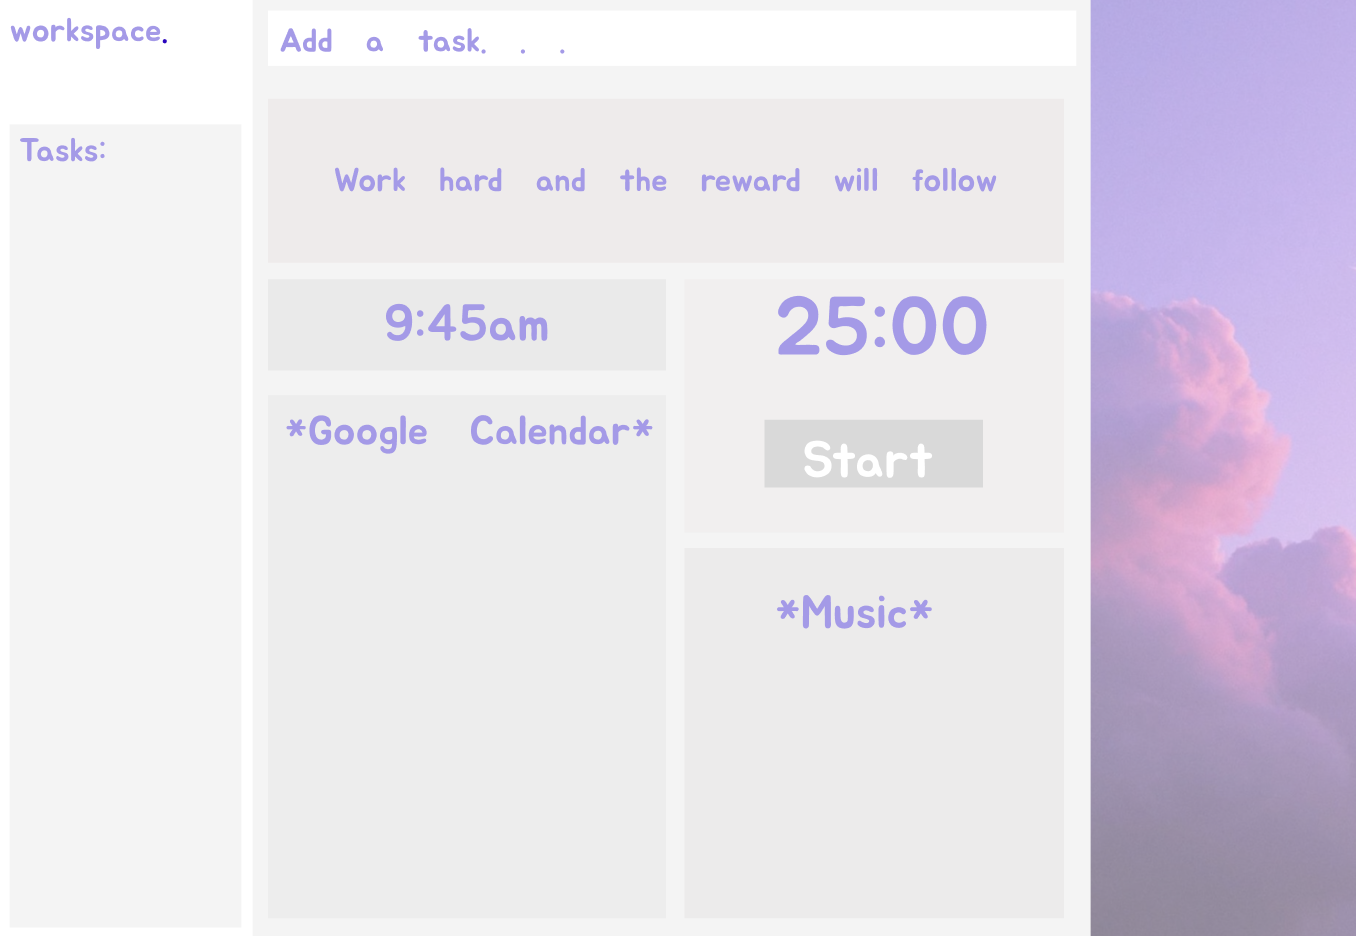 workspace.
Add a task. . .
Tasks:
Work hard and the reward will follow
9:45am
25:00
Start
*Google Calendar*
*Music*